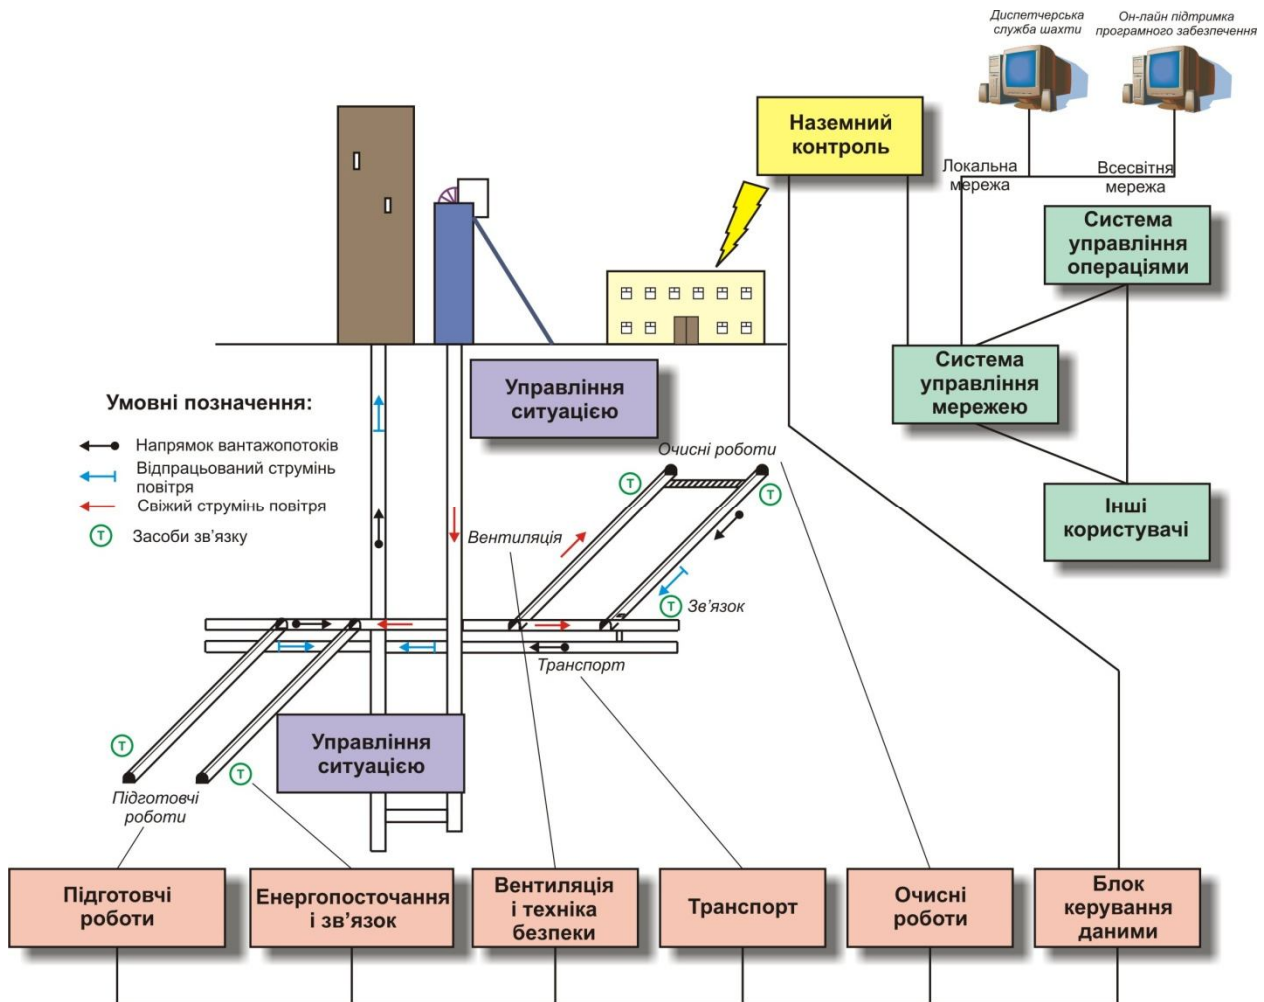 Диспетчерська
служба шахти
Он-лайн підтримка
програмного забезпечення
Наземний
контроль
Локальна
мережа
Всесвітня
мережа
Система
управління
операціями
Система
управління
мережею
Інші
користувачі
Управління
ситуацією
Умовні позначення:
Напрямок вантажопотоків
Відпрацьований струмінь
повітря
Свіжий струмінь повітря
Т
Засоби зв’язку
Очисні роботи
Т
Т
Вентиляція
Т
Зв’язок
Транспорт
Управління
ситуацією
Т
Т
Підготовчі
роботи
Підготовчі
роботи
Енергопосточання
і зв’язок
Вентиляція
і техніка
безпеки
Транспорт
Очисні
роботи
Блок
керування
даними